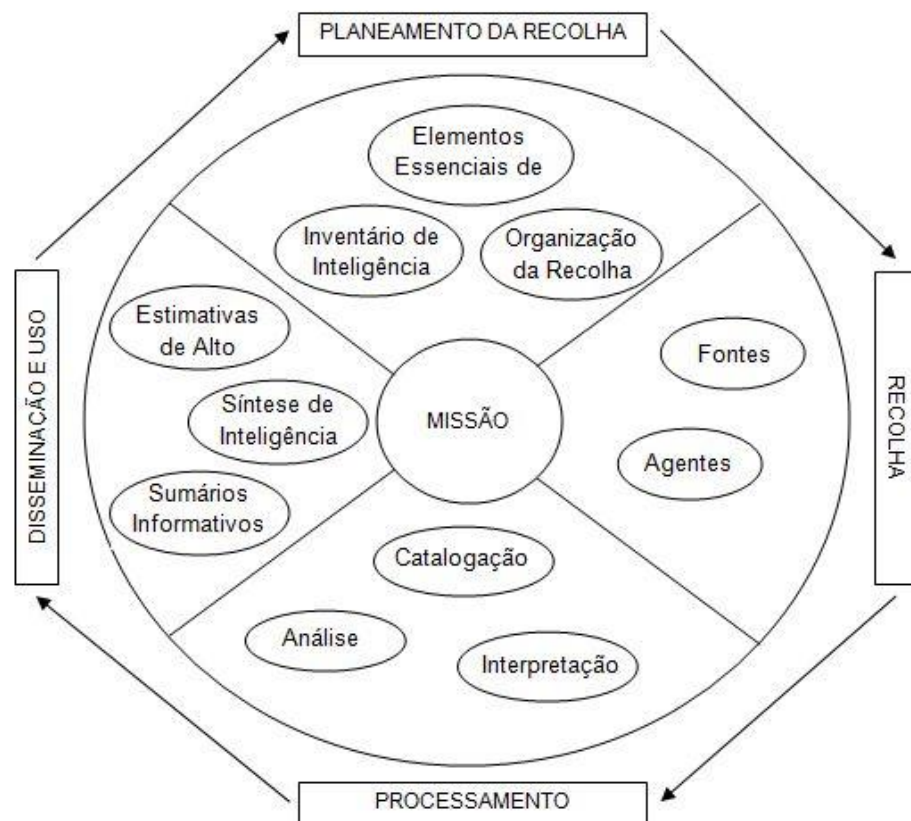 PLANEAMENTO DA RECOLHA
Elementos
Essenciais de
Inventário de
Inteligência
Organização
da Recolha
Estimativas
de Alto
Síntese de
Inteligência
Sumários
Informativos
DISSEMINAÇÃO E USO
MISSÃO
Fontes
Agentes
RECOLHA
Catalogação
Análise
Interpretação
PROCESSAMENTO